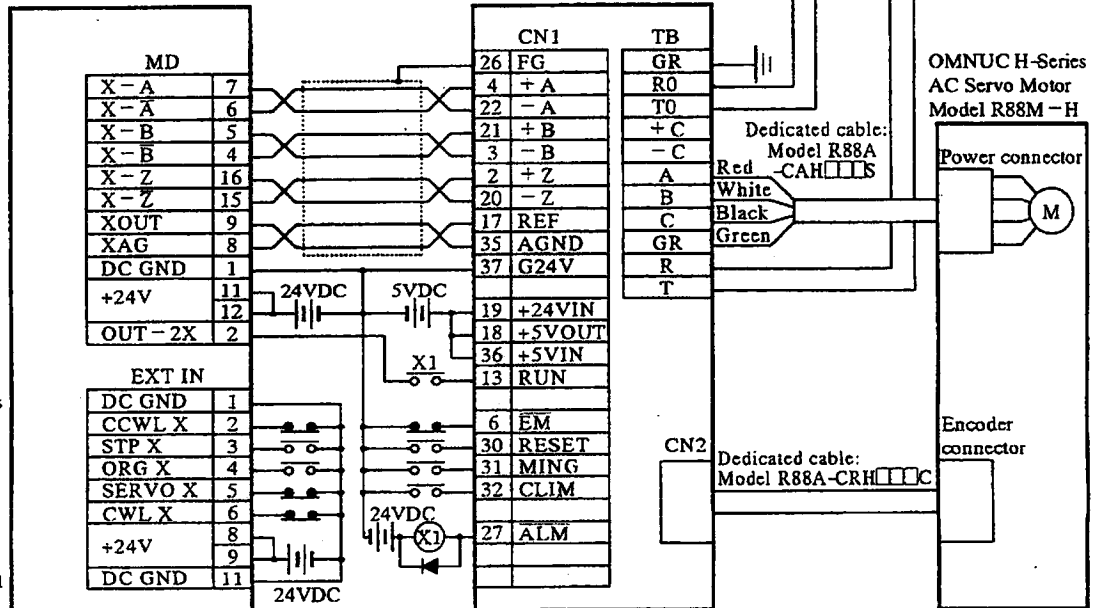 MD
X-A 7
X-A̅ 6
X-B 5
X-B̅ 4
X-Z 16
X-Z̅ 15
XOUT 9
XAG 8
DC GND 1
+24V 11
12
OUT-2X 2
EXT IN
DC GND 1
CCWL X 2
STP X 3
ORG X 4
SERVO X 5
CWL X 6
+24V 8
9
DC GND 11
24VDC
24VDC
5VDC
X1
24VDC
X1
CN1
26 FG
4 +A
22 -A
21 +B
3 -B
2 +Z
20 -Z
17 REF
35 AGND
37 G24V
19 +24VIN
18 +5VOUT
36 +5VIN
13 RUN
6 E̅M̅
30 RESET
31 MING
32 CLIM
27 A̅L̅M̅
TB
GR
R0
T0
+C
-C
A
B
C
GR
R
T
Red
White
Black
Green
Dedicated cable:
Model R88A
-CAH□□□S
CN2
Dedicated cable:
Model R88A-CRH□□□C
OMNUC H-Series
AC Servo Motor
Model R88M-H
Power connector
M
Encoder
connector